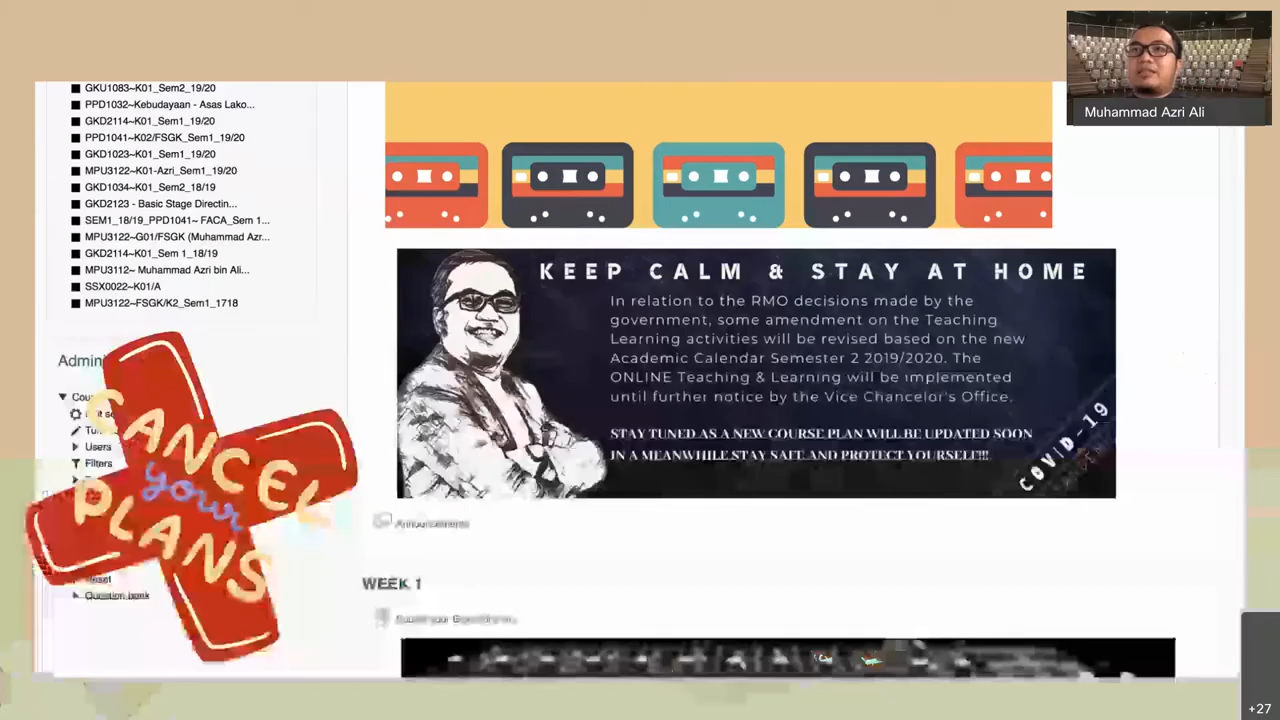 GKU1083~K01_Sem2_19/20
PPD1032~Kebudayaan - Asas Lako...
GKD2114~K01_Sem1_19/20
PPD1041~K02/FSGK_Sem1_19/20
GKD1023~K01_Sem1_19/20
MPU3122~K01-Azri_Sem1_19/20
GKD1034~K01_Sem2_18/19
GKD2123 - Basic Stage Directin...
SEM1_18/19_PPD1041~ FACA_Sem 1...
MPU3122~G01/FSGK (Muhammad Azr...
GKD2114~K01_Sem 1_18/19
MPU3112~ Muhammad Azri bin Ali...
SSX0022~K01/A
MPU3122~FSGK/K2_Sem1_1718
Users
Filters
CANCEL
your
PLANS
Reset
Question bank
KEEP CALM & STAY AT HOME
In relation to the RMO decisions made by the
government, some amendment on the Teaching
Learning activities will be revised based on the new
Academic Calendar Semester 2 2019/2020. The
ONLINE Teaching & Learning will be implemented
until further notice by the Vice Chancelor's Office.
STAY TUNED AS A NEW COURSE PLAN WILL BE UPDATED SOON
IN A MEANWHILE STAY SAFE AND PROTECT YOURSELF!!!
COVID-19
Announcements
WEEK 1
Muhammad Azri Ali
+27